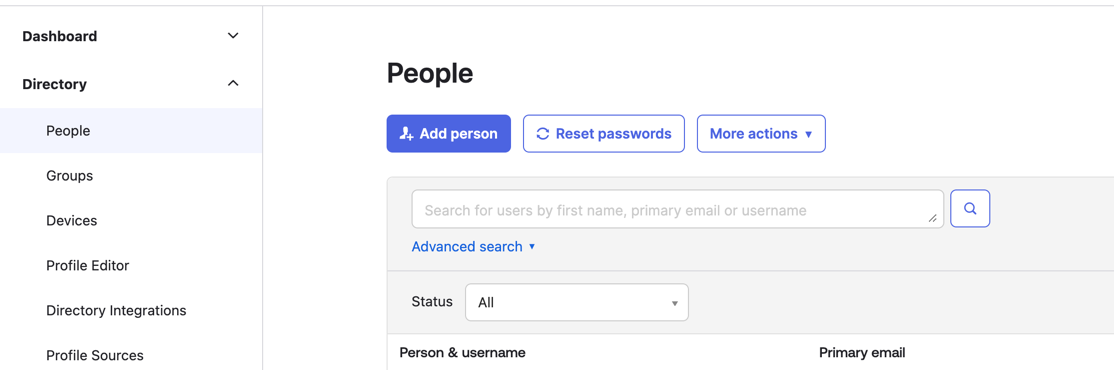 Dashboard
Directory
People
Groups
Devices
Profile Editor
Directory Integrations
Profile Sources
People
Add person
Reset passwords
More actions
Search for users by first name, primary email or username
Advanced search
Status
All
Person & username
Primary email